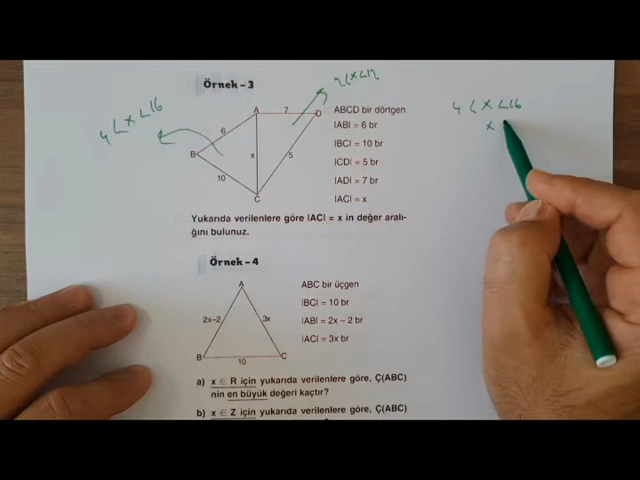 Örnek-3
2<x<12
4<x<16
4<x<16
x
A
7
D
6
B
x
5
10
C
ABCD bir dörtgen
|AB| = 6 br
|BC| = 10 br
|CD| = 5 br
|AD| = 7 br
|AC| = x
Yukarıda verilenlere göre |AC| = x in değer aralı-
ğını bulunuz.
Örnek-4
A
2x-2
3x
B
10
C
ABC bir üçgen
|BC| = 10 br
|AB| = 2x – 2 br
|AC| = 3x br
a) x ∈ R için yukarıda verilenlere göre, Ç(ABC)
nin en büyük değeri kaçtır?
b) x ∈ Z için yukarıda verilenlere göre, Ç(ABC)